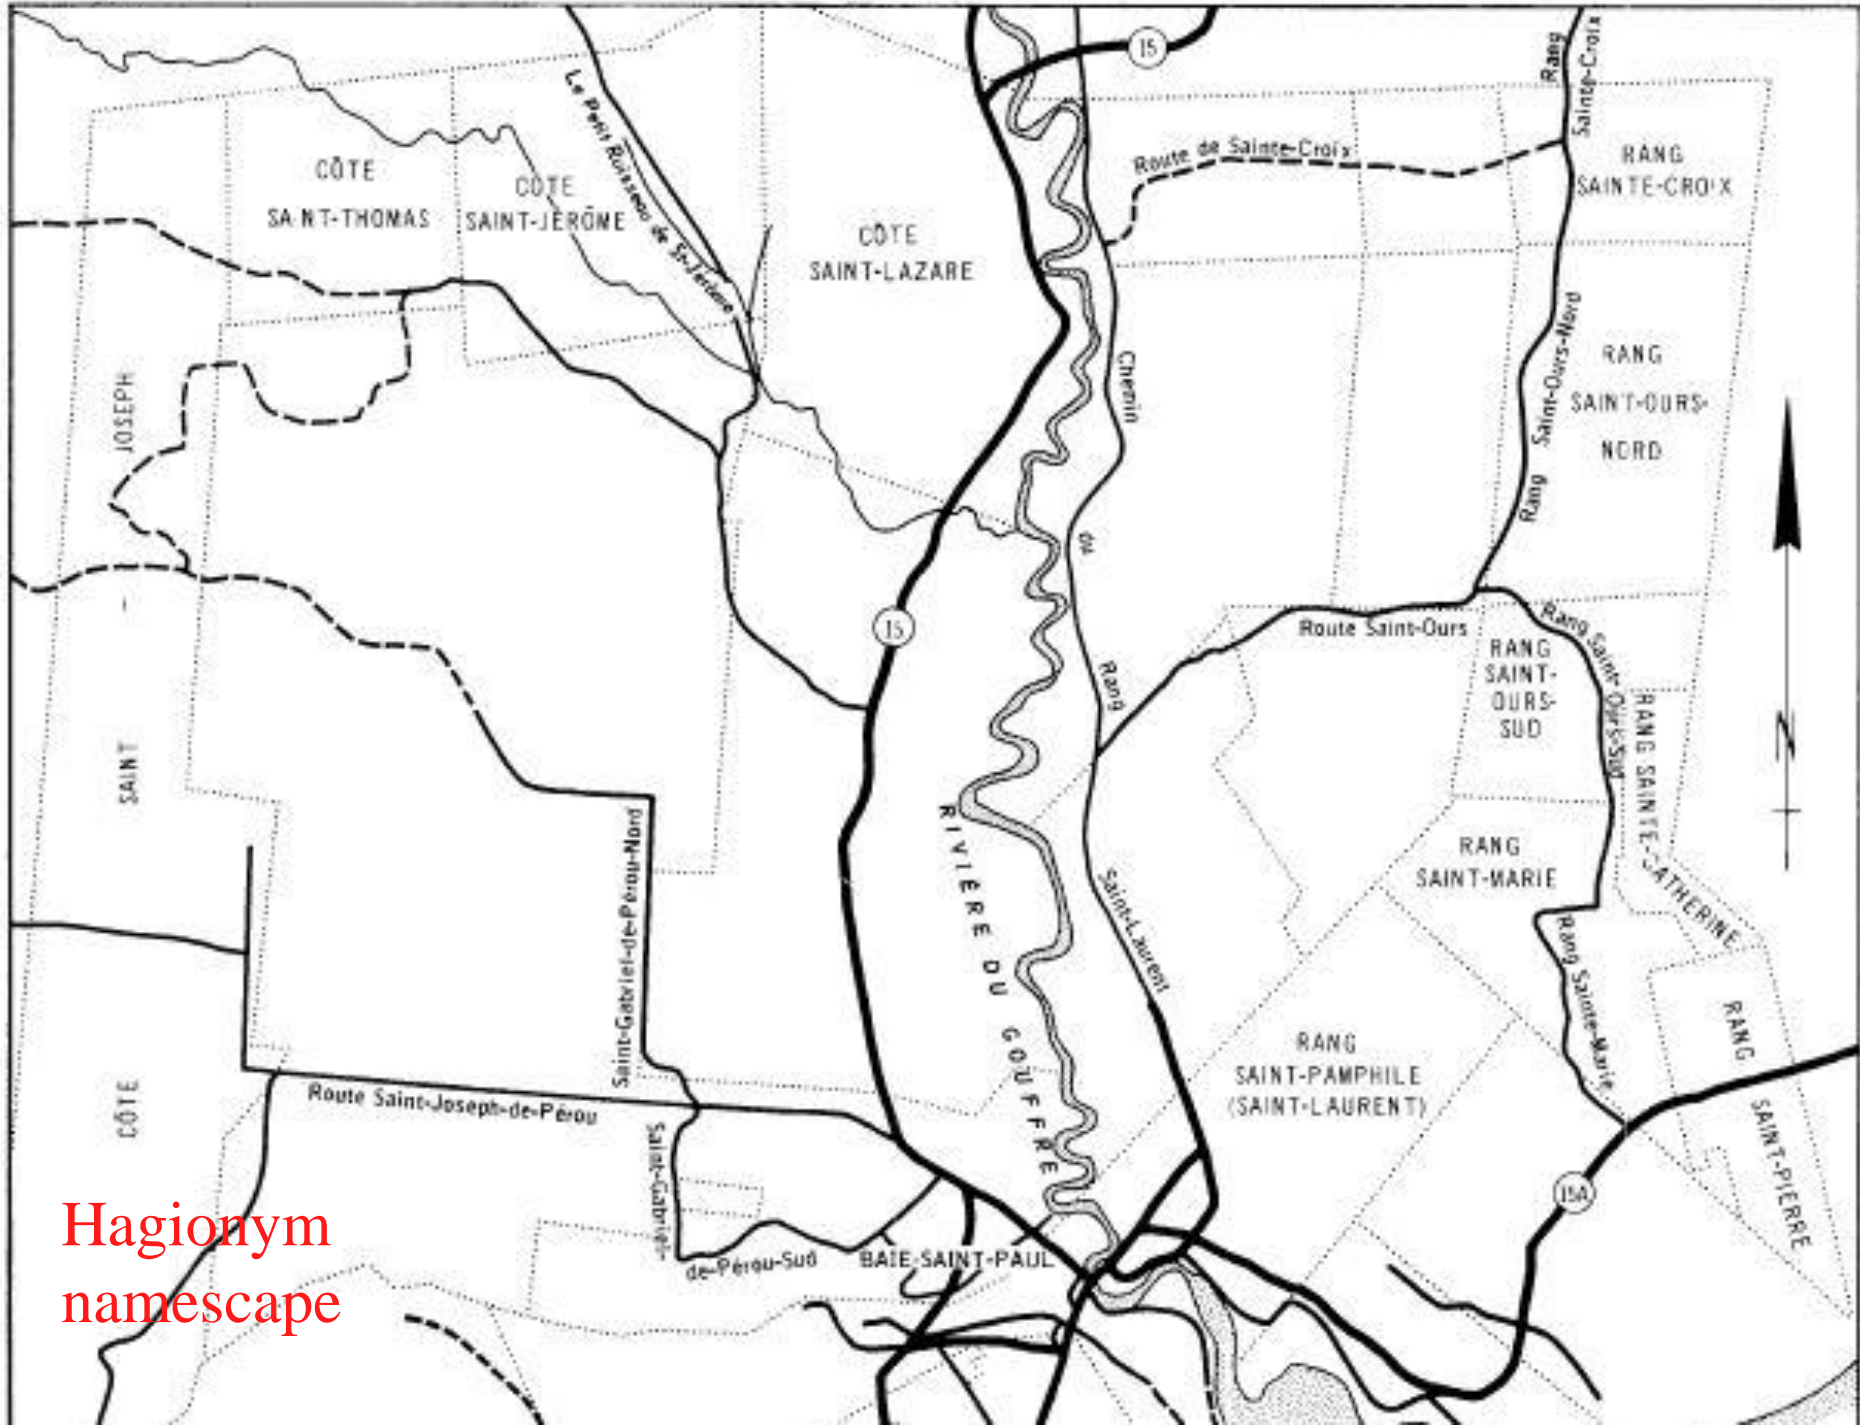 15
Rang
Sainte-Croix
Le Petit Ruisseau de St-Jérôme
CÔTE
SAINT-THOMAS
CÔTE
SAINT-JÉRÔME
CÔTE
SAINT-LAZARE
Route de Sainte-Croix
RANG
SAINTE-CROIX
Chemin
du
Rang
Saint-Laurent
Rang Saint-Ours-Nord
RANG
SAINT-OURS-
NORD
CÔTE SAINT - JOSEPH
15
Route Saint-Ours
Rang Saint-Ours-Sud
RANG
SAINT-
OURS-
SUD
RANG SAINTE-CATHERINE
N
RIVIÈRE DU GOUFFRE
RANG
SAINT-MARIE
Rang Sainte-Marie
Saint-Gabriel-de-Pérou-Nord
RANG
SAINT-PAMPHILE
(SAINT-LAURENT)
RANG
SAINT-PIERRE
Route Saint-Joseph-de-Pérou
Saint-Gabriel-
de-Pérou-Sud
BAIE-SAINT-PAUL
15A
Hagionym
namescape